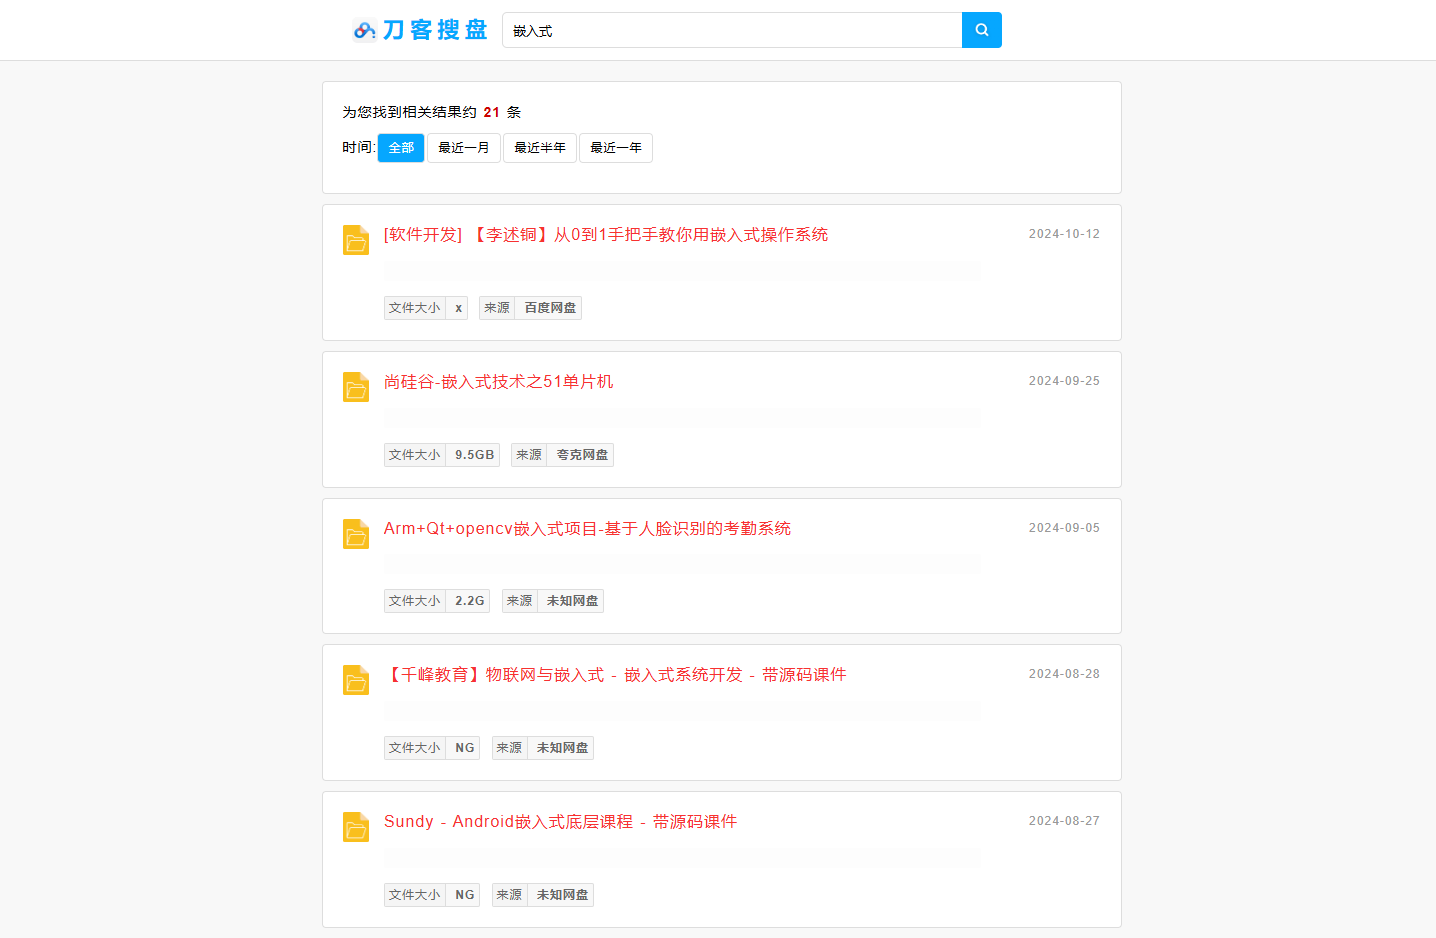 刀客搜盘
嵌入式
为您找到相关结果约 21 条
时间: 全部 最近一月 最近半年 最近一年
[软件开发] 【李述铜】从0到1手把手教你用嵌入式操作系统 2024-10-12
文件大小 x 来源 百度网盘
尚硅谷-嵌入式技术之51单片机 2024-09-25
文件大小 9.5GB 来源 夸克网盘
Arm+Qt+opencv嵌入式项目-基于人脸识别的考勤系统 2024-09-05
文件大小 2.2G 来源 未知网盘
【千峰教育】物联网与嵌入式 - 嵌入式系统开发 - 带源码课件 2024-08-28
文件大小 NG 来源 未知网盘
Sundy - Android嵌入式底层课程 - 带源码课件 2024-08-27
文件大小 NG 来源 未知网盘